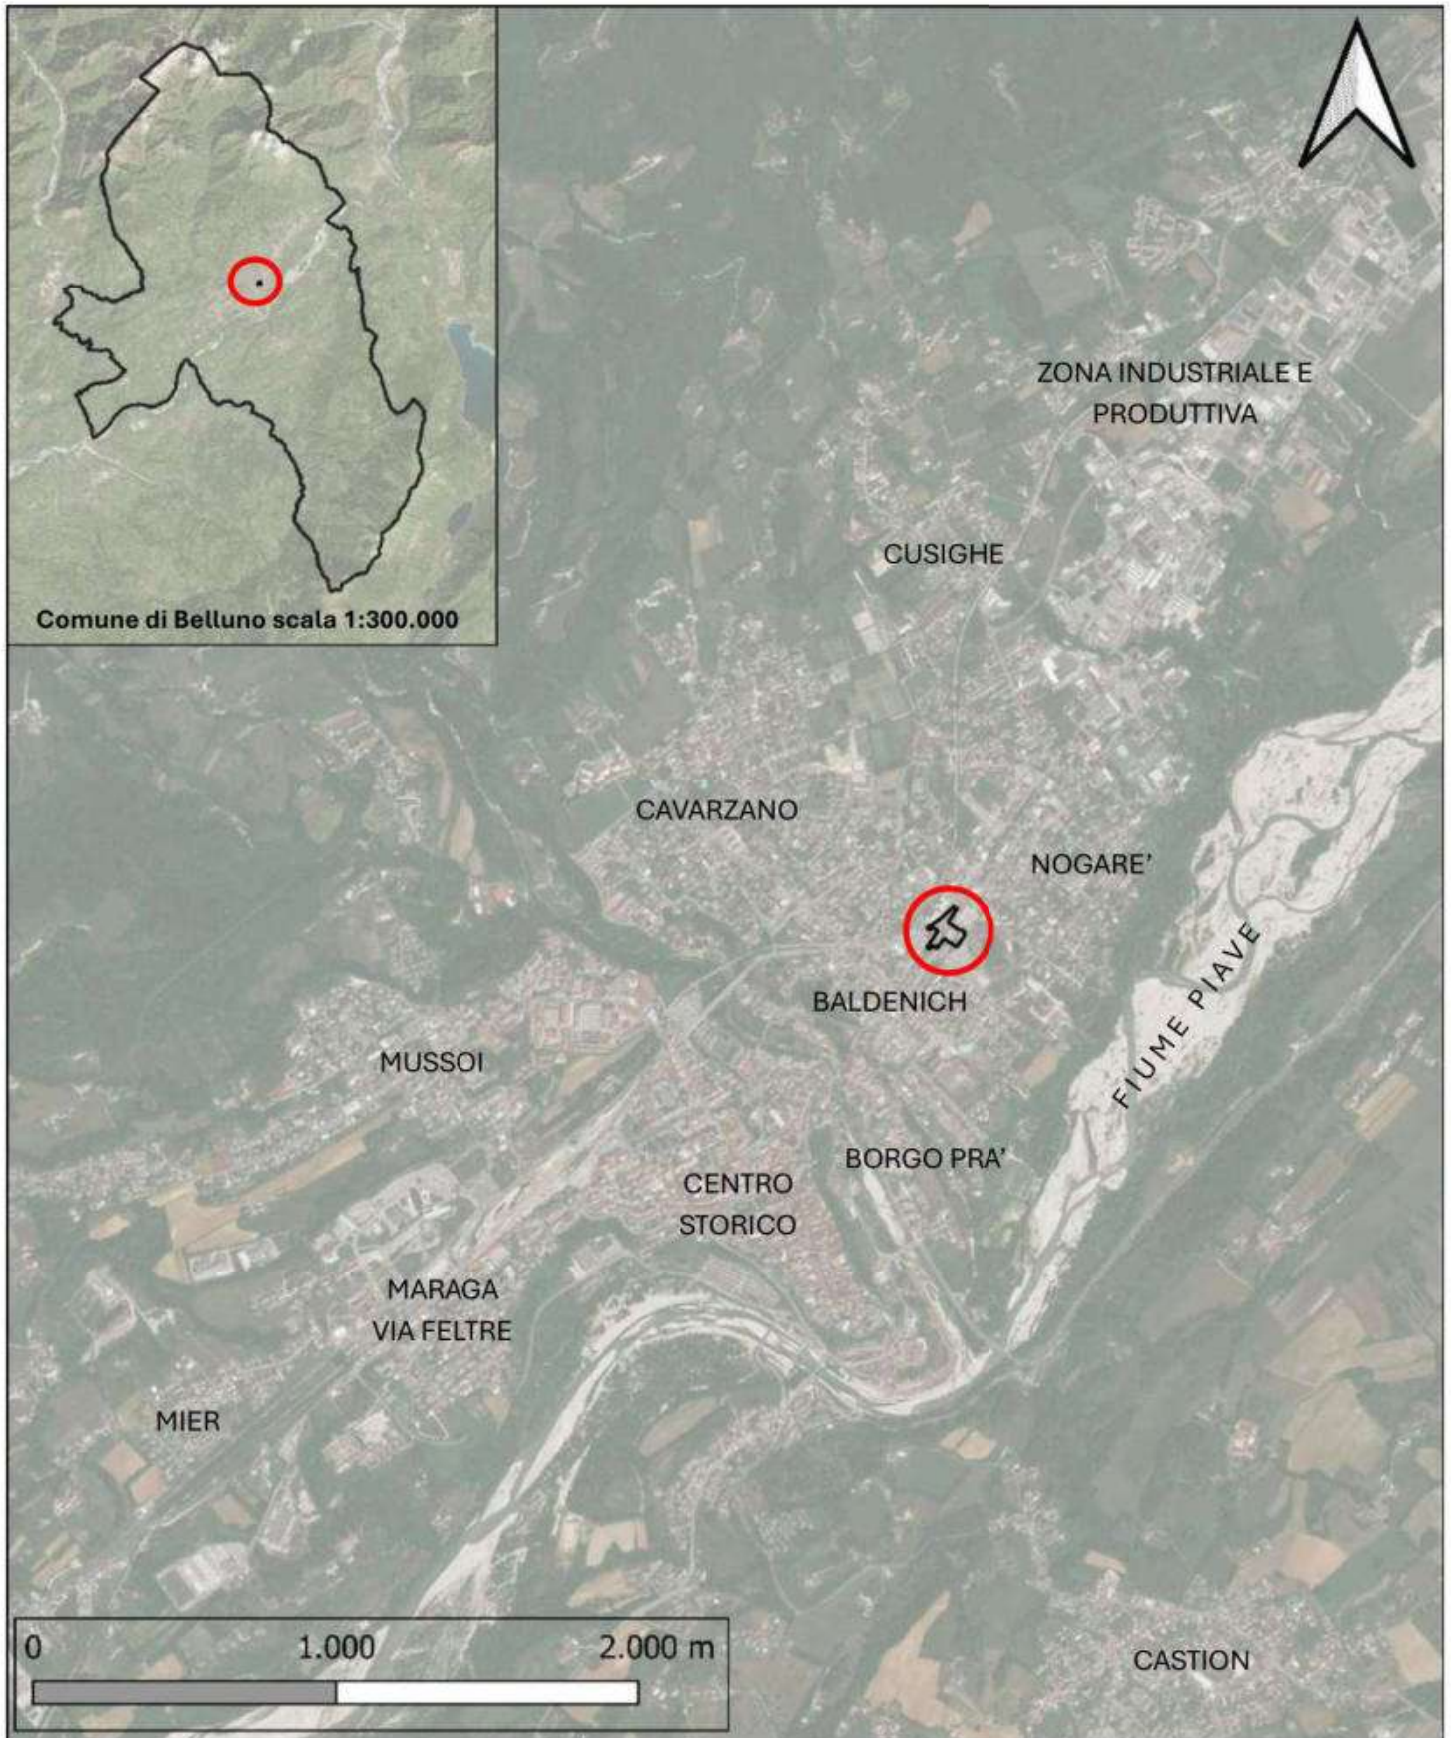 Comune di Belluno scala 1:300.000
ZONA INDUSTRIALE E
PRODUTTIVA
CUSIGHE
CAVARZANO
NOGARE’
BALDENICH
FIUME PIAVE
MUSSOI
BORGO PRA’
CENTRO
STORICO
MARAGA
VIA FELTRE
MIER
CASTION
0 1.000 2.000 m